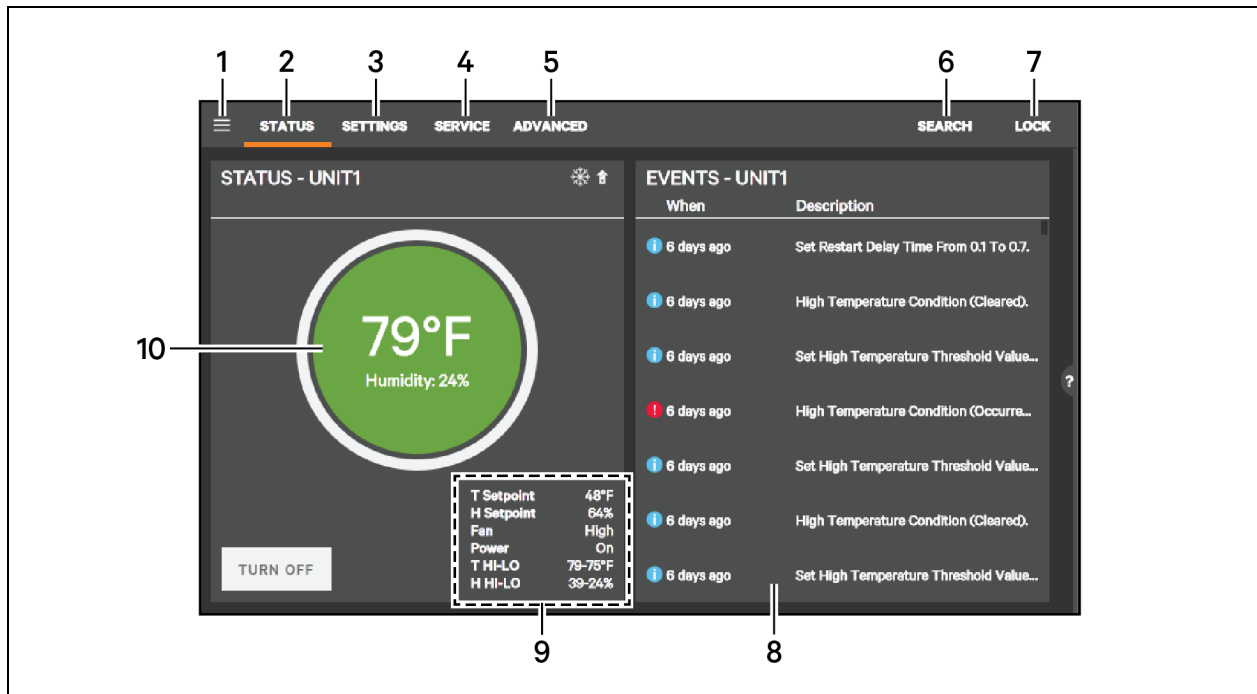 1 2 3 4 5 6 7
STATUS SETTINGS SERVICE ADVANCED SEARCH LOCK
STATUS - UNIT1
79°F
Humidity: 24%
10
T Setpoint 48°F
H Setpoint 64%
Fan High
Power On
T HI-LO 79-75°F
H HI-LO 39-24%
TURN OFF
EVENTS - UNIT1
When Description
6 days ago Set Restart Delay Time From 0.1 To 0.7.
6 days ago High Temperature Condition (Cleared).
6 days ago Set High Temperature Threshold Value...
6 days ago High Temperature Condition (Occurre...
6 days ago Set High Temperature Threshold Value...
6 days ago High Temperature Condition (Cleared).
6 days ago Set High Temperature Threshold Value...
?
9 8